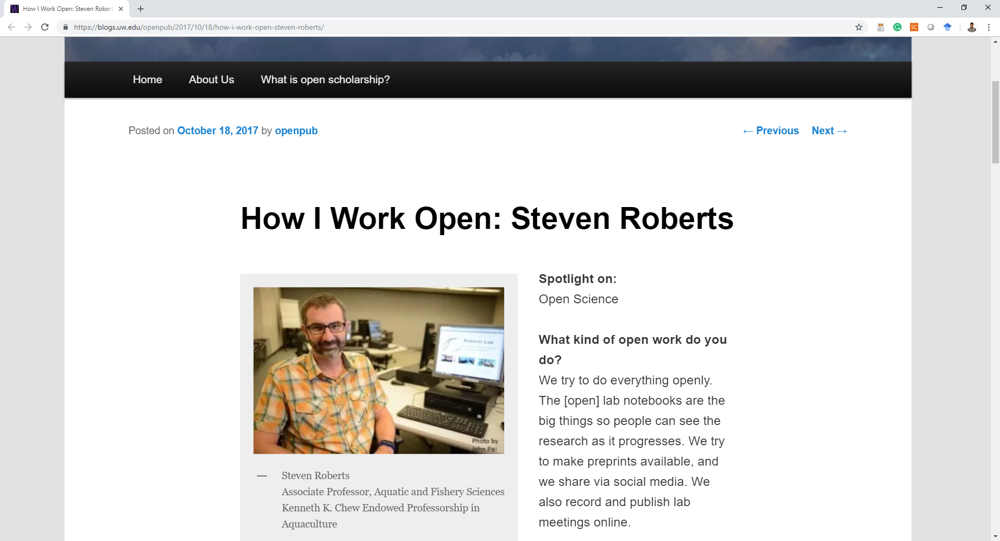 How I Work Open: Steven Robert
https://blogs.uw.edu/openpub/2017/10/18/how-i-work-open-steven-roberts/
SC
Home About Us What is open scholarship?
Posted on October 18, 2017 by openpub ← Previous Next →
How I Work Open: Steven Roberts
Roberts Lab
Photo by
John Pai
— Steven Roberts
Associate Professor, Aquatic and Fishery Sciences
Kenneth K. Chew Endowed Professorship in
Aquaculture
Spotlight on:
Open Science
What kind of open work do you
do?
We try to do everything openly.
The [open] lab notebooks are the
big things so people can see the
research as it progresses. We try
to make preprints available, and
we share via social media. We
also record and publish lab
meetings online.